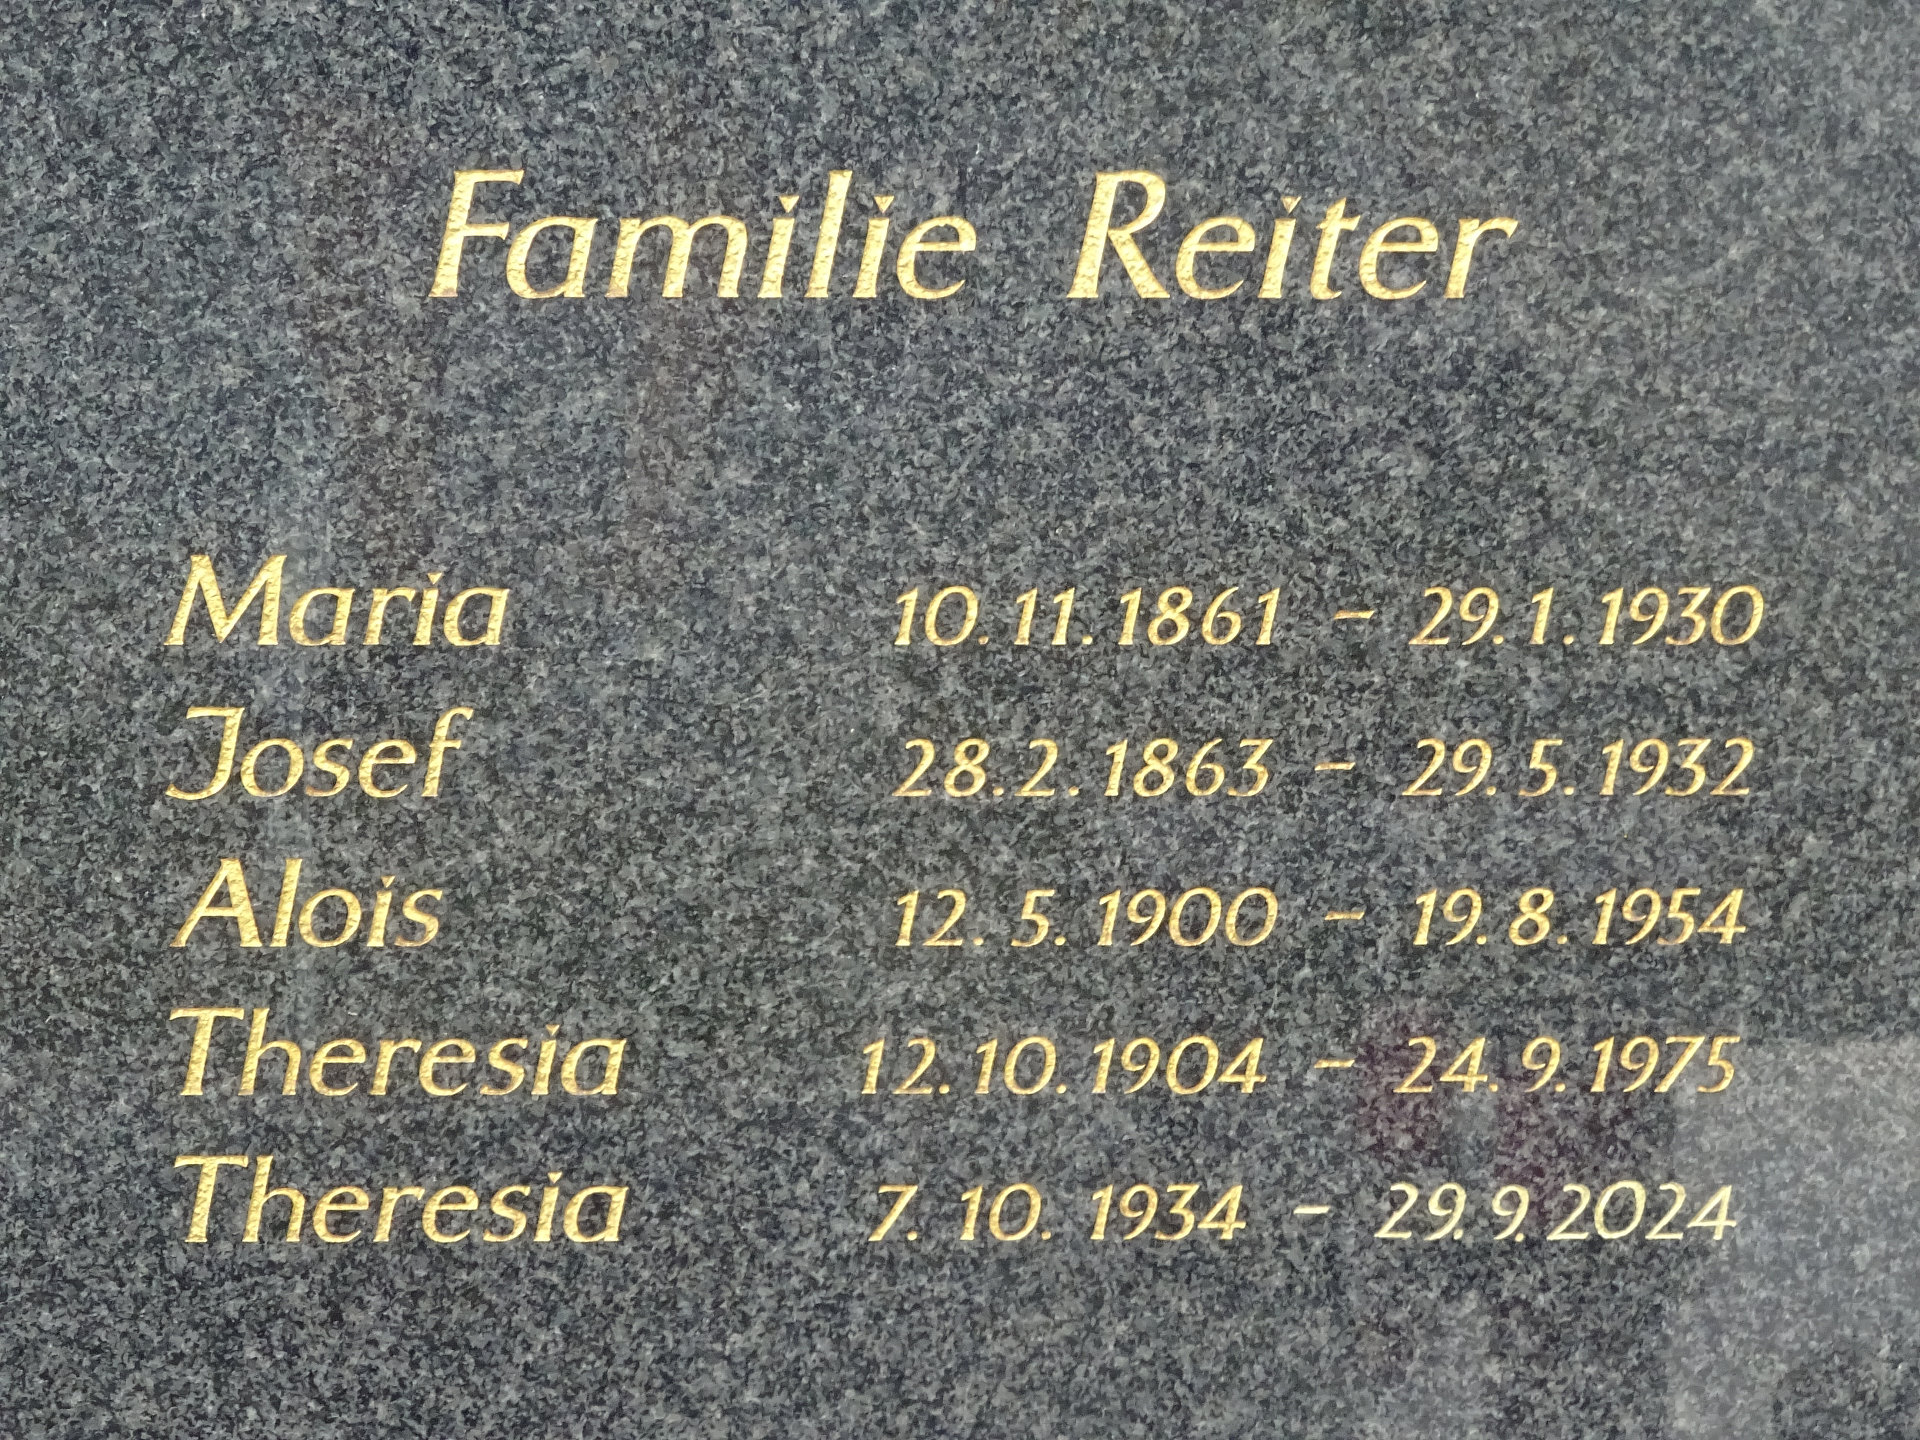 Familie Reiter
Maria 10.11.1861 - 29.1.1930
Josef 28.2.1863 - 29.5.1932
Alois 12.5.1900 - 19.8.1954
Theresia 12.10.1904 - 24.9.1975
Theresia 7.10.1934 - 29.9.2024